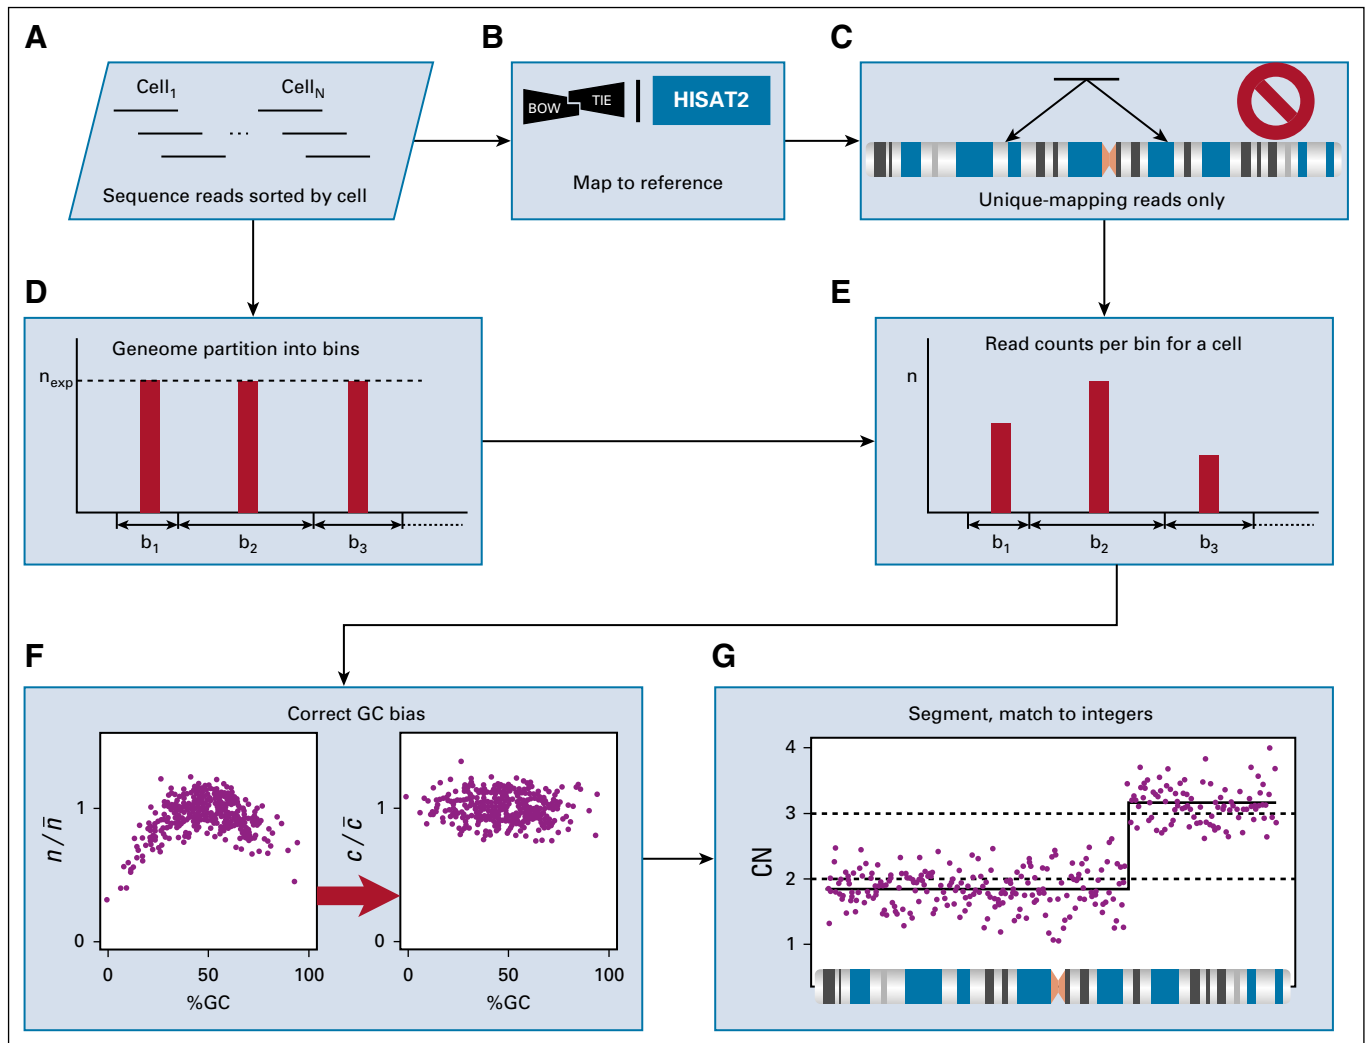 A
B
C
Cell1
CellN
...
Sequence reads sorted by cell
BOW
TIE
HISAT2
Map to reference
Unique-mapping reads only
D
E
Geneome partition into bins
nexp
b1
b2
b3
Read counts per bin for a cell
n
b1
b2
b3
F
G
Correct GC bias
n / n̅
1
0
0
50
100
%GC
c / c̅
1
0
0
50
100
%GC
Segment, match to integers
CN
4
3
2
1